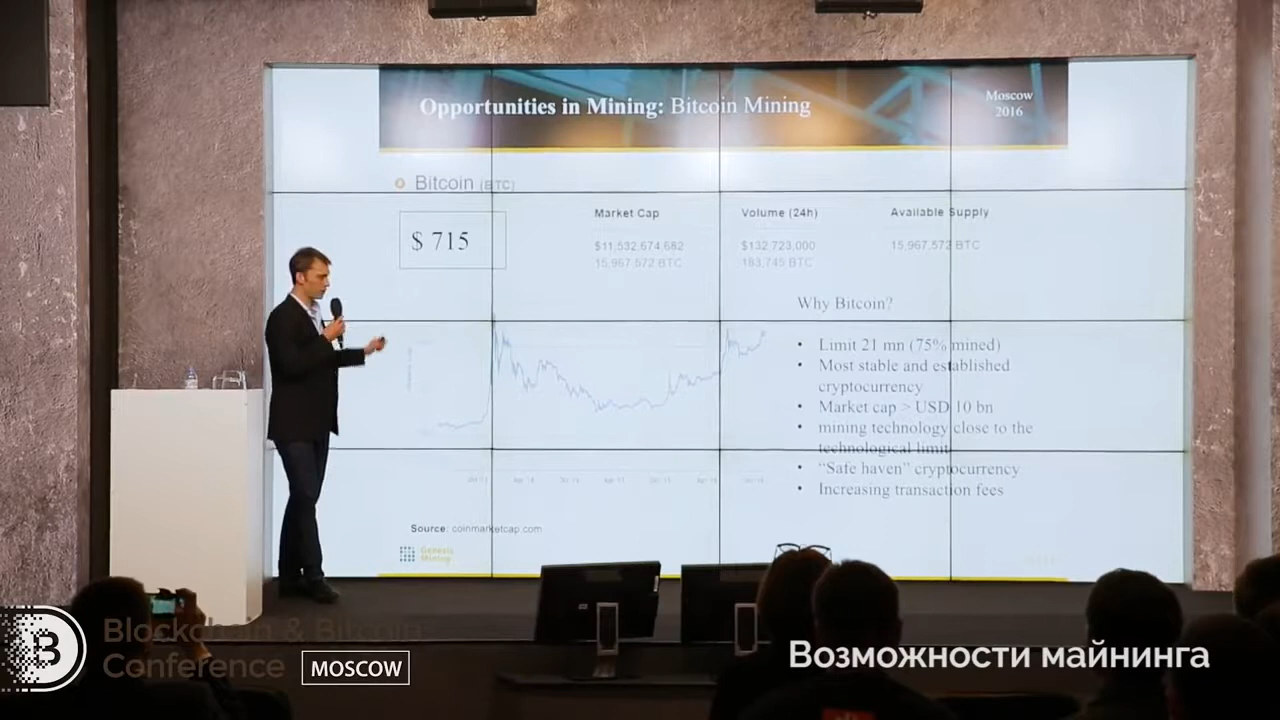 Opportunities in Mining: Bitcoin Mining
Moscow
2016
Bitcoin (BTC)
$ 715
Market Cap
$11,532,674,682
15,967,572 BTC
Volume (24h)
$132,723,000
183,745 BTC
Available Supply
15,967,572 BTC
Why Bitcoin?
• Limit 21 mn (75% mined)
• Most stable and established
cryptocurrency
• Market cap > USD 10 bn
• mining technology close to the
technological limit
• “Safe haven” cryptocurrency
• Increasing transaction fees
Source: coinmarketcap.com
Genesis
Mining
B
Blockchain & Bitcoin
Conference
MOSCOW
Возможности майнинга